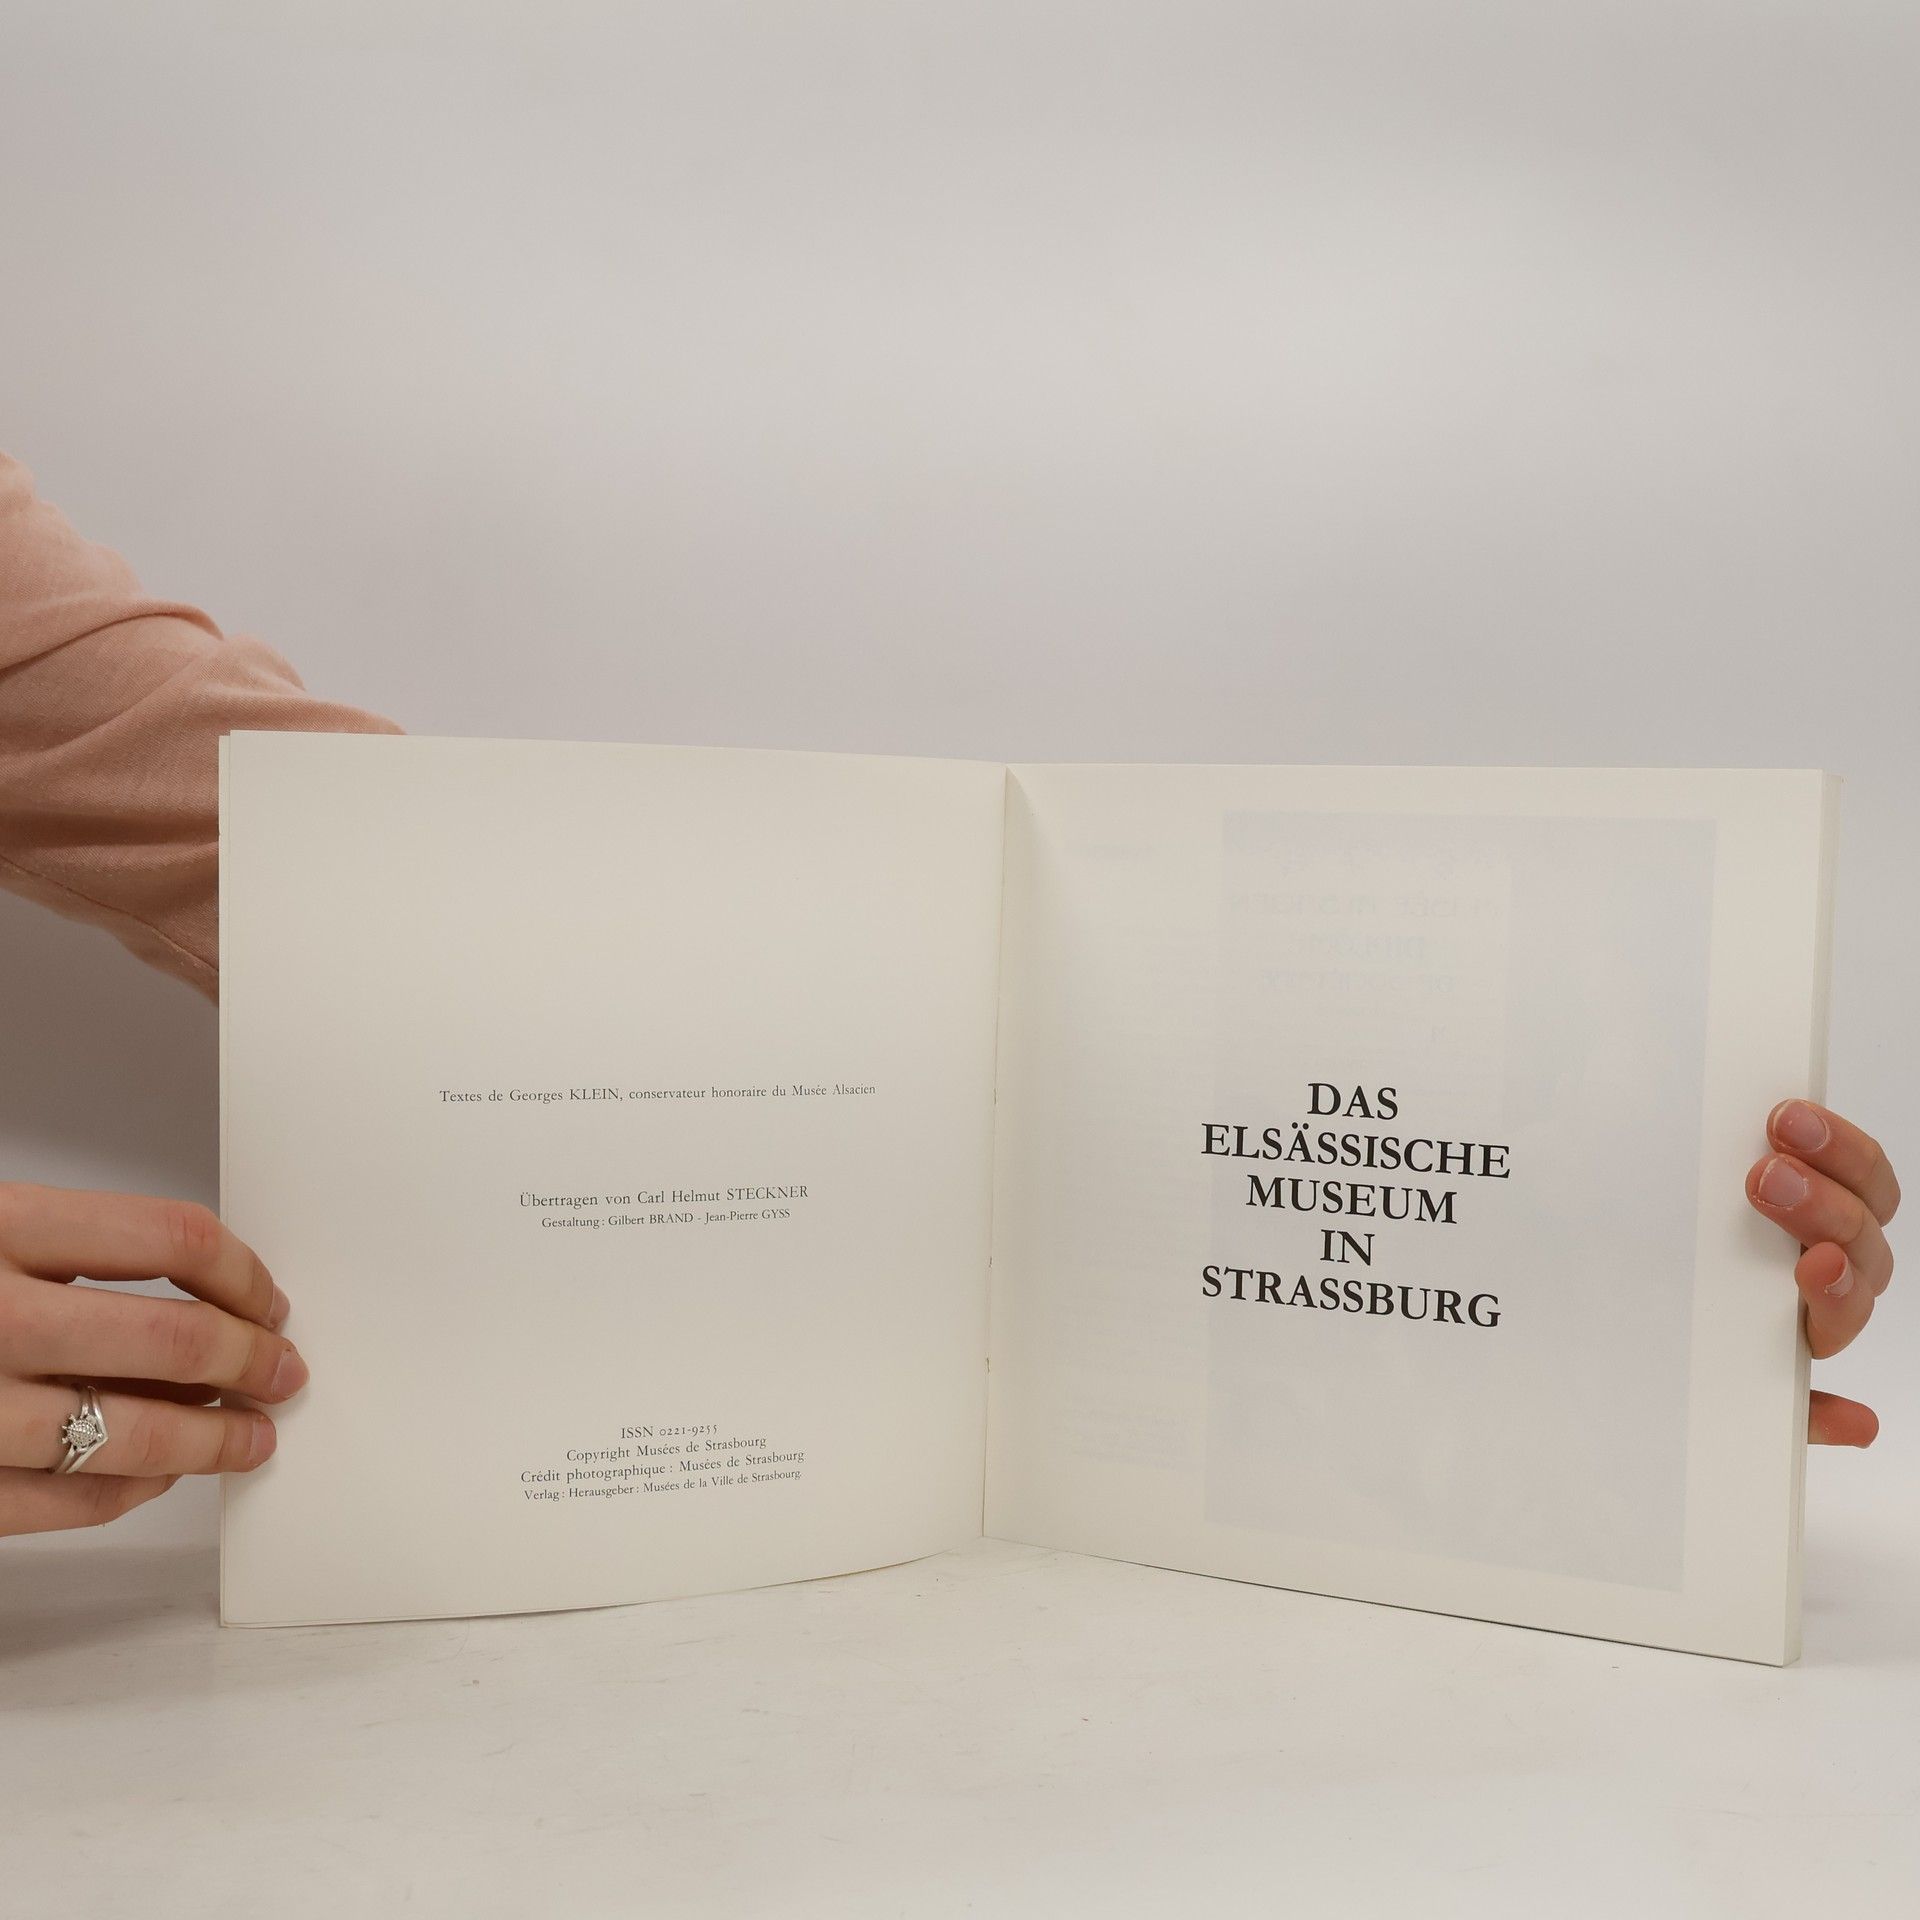 Textes de Georges KLEIN, conservateur honoraire du Musée Alsacien
Übertragen von Carl Helmut STECKNER
Gestaltung : Gilbert BRAND - Jean-Pierre GYSS
ISSN 0221-9255
Copyright Musées de Strasbourg
Crédit photographique : Musées de Strasbourg
Verlag : Herausgeber : Musées de la Ville de Strasbourg.
DAS
ELSÄSSISCHE
MUSEUM
IN
STRASSBURG